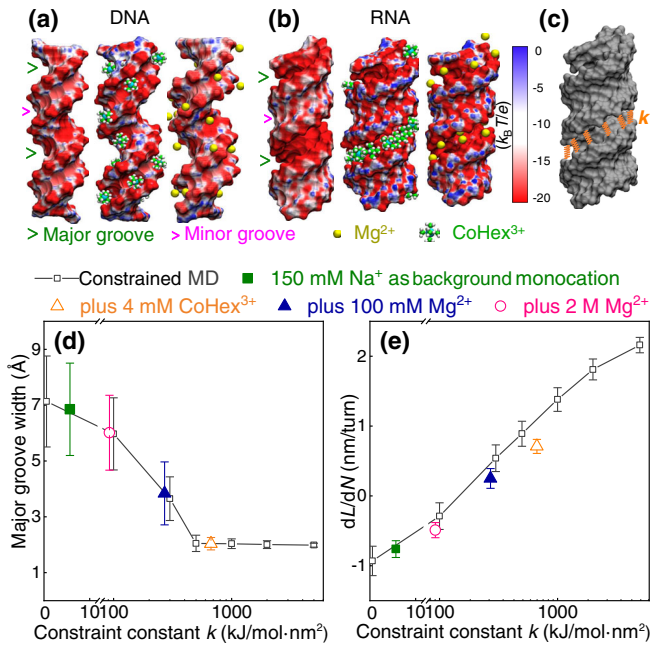 (a) DNA (b) RNA (c)
0
-5
-10
-15
-20
(kBT/e)
k
> Major groove > Minor groove Mg²⁺ CoHex³⁺
Constrained MD 150 mM Na⁺ as background monocation
plus 4 mM CoHex³⁺ plus 100 mM Mg²⁺ plus 2 M Mg²⁺
(d)
Major groove width (Å)
9
7
5
3
1
0 10 100 1000
Constraint constant k (kJ/mol·nm²)
(e)
dL/dN (nm/turn)
2
1
0
-1
0 10 100 1000
Constraint constant k (kJ/mol·nm²)